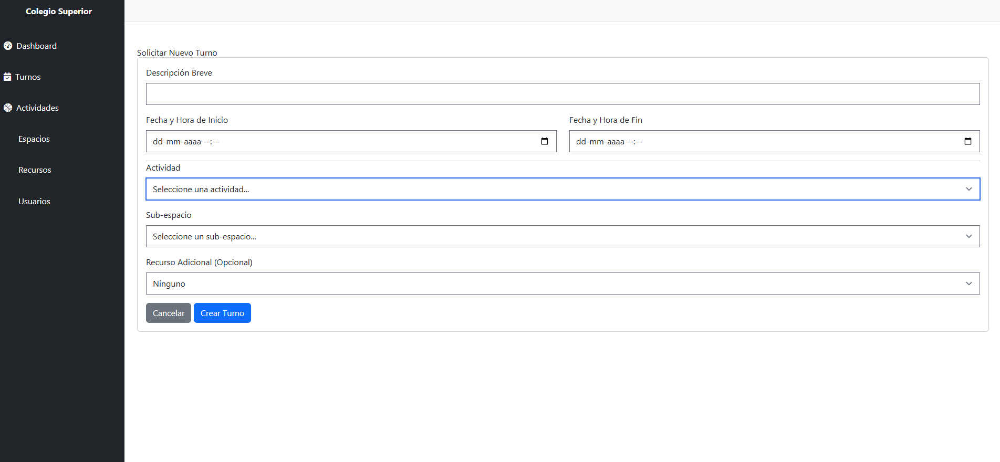 Colegio Superior
Dashboard
Turnos
Actividades
Espacios
Recursos
Usuarios
Solicitar Nuevo Turno
Descripción Breve
Fecha y Hora de Inicio
Fecha y Hora de Fin
dd-mm-aaaa --:--
dd-mm-aaaa --:--
Actividad
Seleccione una actividad...
Sub-espacio
Seleccione un sub-espacio...
Recurso Adicional (Opcional)
Ninguno
Cancelar
Crear Turno